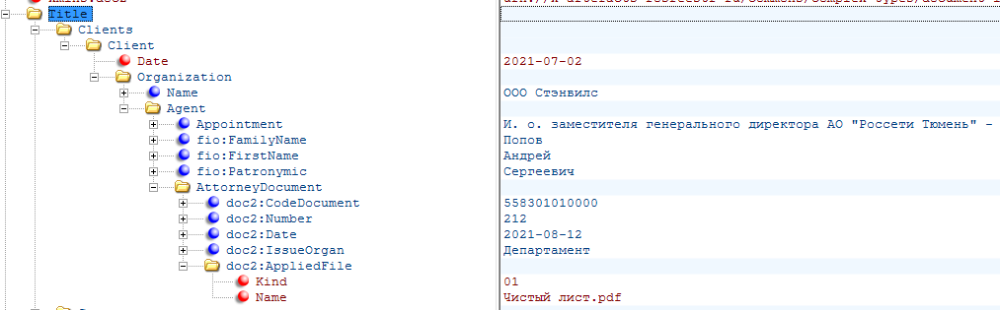 Title
Clients
Client
Date 2021-07-02
Organization
Name ООО Стэнвилс
Agent
Appointment И. о. заместителя генерального директора АО "Россети Тюмень" -
fio:FamilyName Попов
fio:FirstName Андрей
fio:Patronymic Сергеевич
AttorneyDocument
doc2:CodeDocument 558301010000
doc2:Number 212
doc2:Date 2021-08-12
doc2:IssueOrgan Департамент
doc2:AppliedFile
Kind 01
Name Чистый лист.pdf